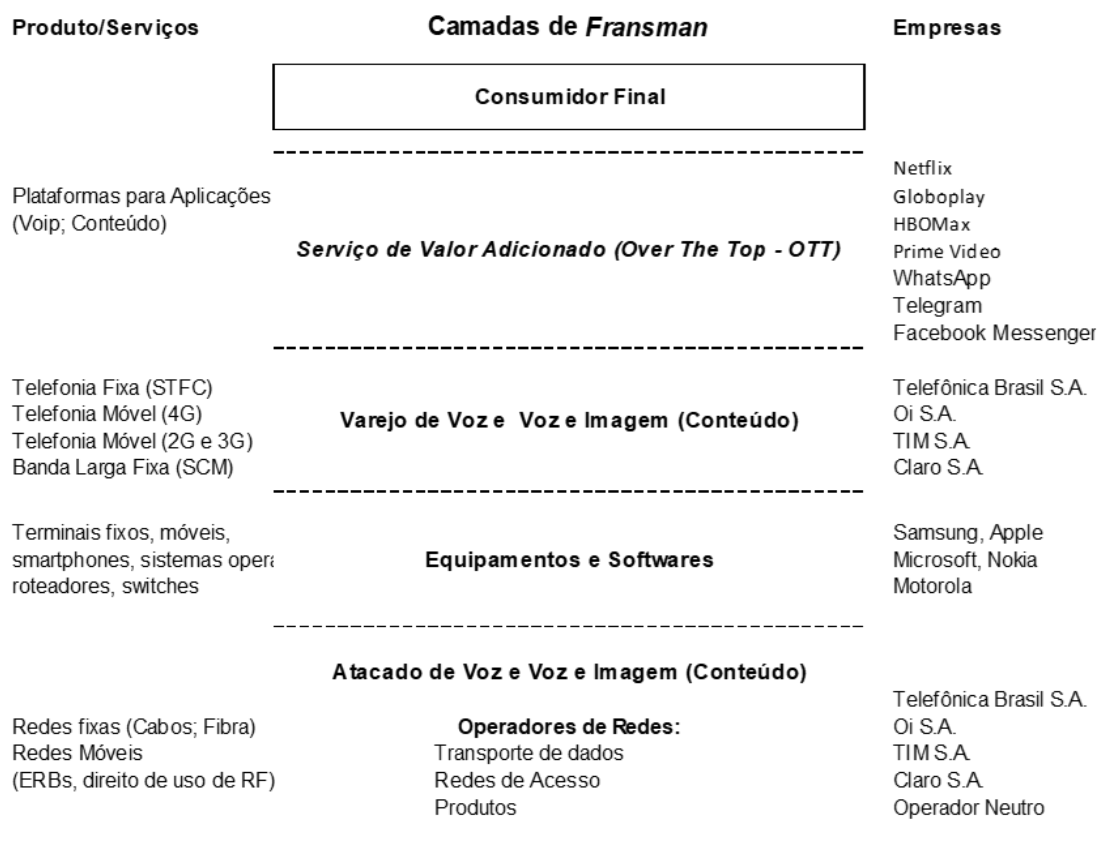 Produto/Serviços
Camadas de Fransman
Empresas
Consumidor Final
Plataformas para Aplicações
(Voip; Conteúdo)
Serviço de Valor Adicionado (Over The Top - OTT)
Netflix
Globoplay
HBOMax
Prime Video
WhatsApp
Telegram
Facebook Messenger
Telefonia Fixa (STFC)
Telefonia Móvel (4G)
Telefonia Móvel (2G e 3G)
Banda Larga Fixa (SCM)
Varejo de Voz e Voz e Imagem (Conteúdo)
Telefônica Brasil S.A.
Oi S.A.
TIM S.A.
Claro S.A.
Terminais fixos, móveis,
smartphones, sistemas opera
roteadores, switches
Equipamentos e Softwares
Samsung, Apple
Microsoft, Nokia
Motorola
Atacado de Voz e Voz e Imagem (Conteúdo)
Redes fixas (Cabos; Fibra)
Redes Móveis
(ERBs, direito de uso de RF)
Operadores de Redes:
Transporte de dados
Redes de Acesso
Produtos
Telefônica Brasil S.A.
Oi S.A.
TIM S.A.
Claro S.A.
Operador Neutro